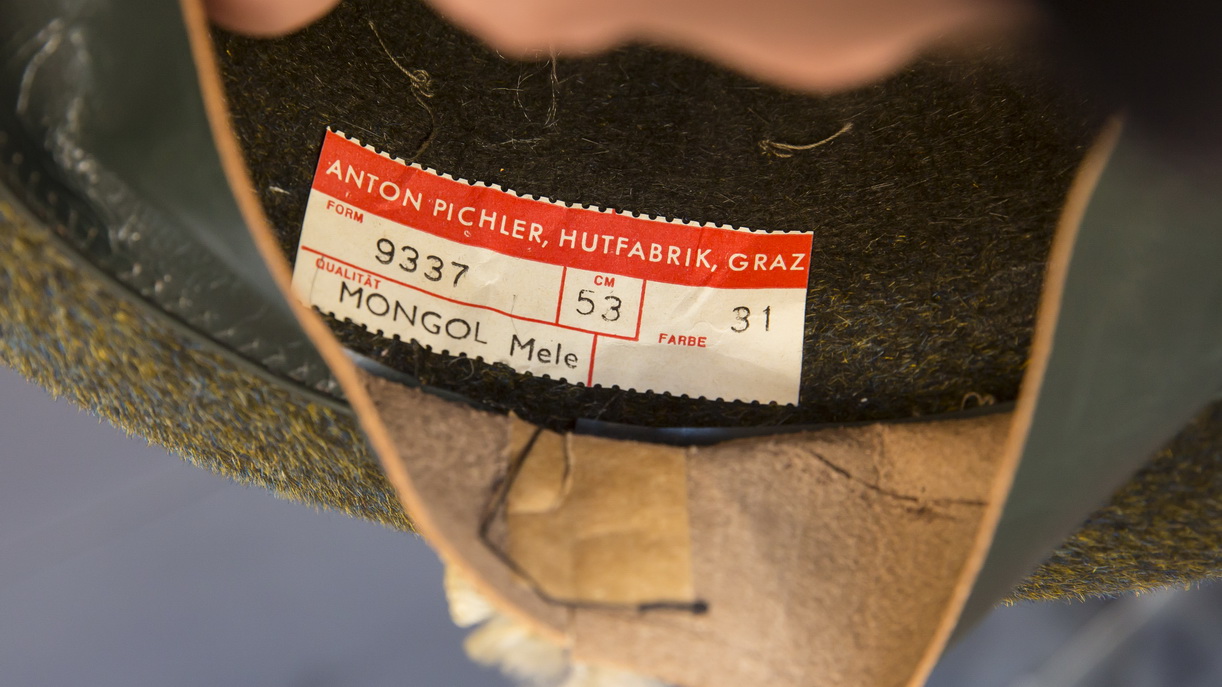 ANTON PICHLER, HUTFABRIK, GRAZ
FORM
9337
CM
53
31
FARBE
QUALITÄT
MONGOL Mele